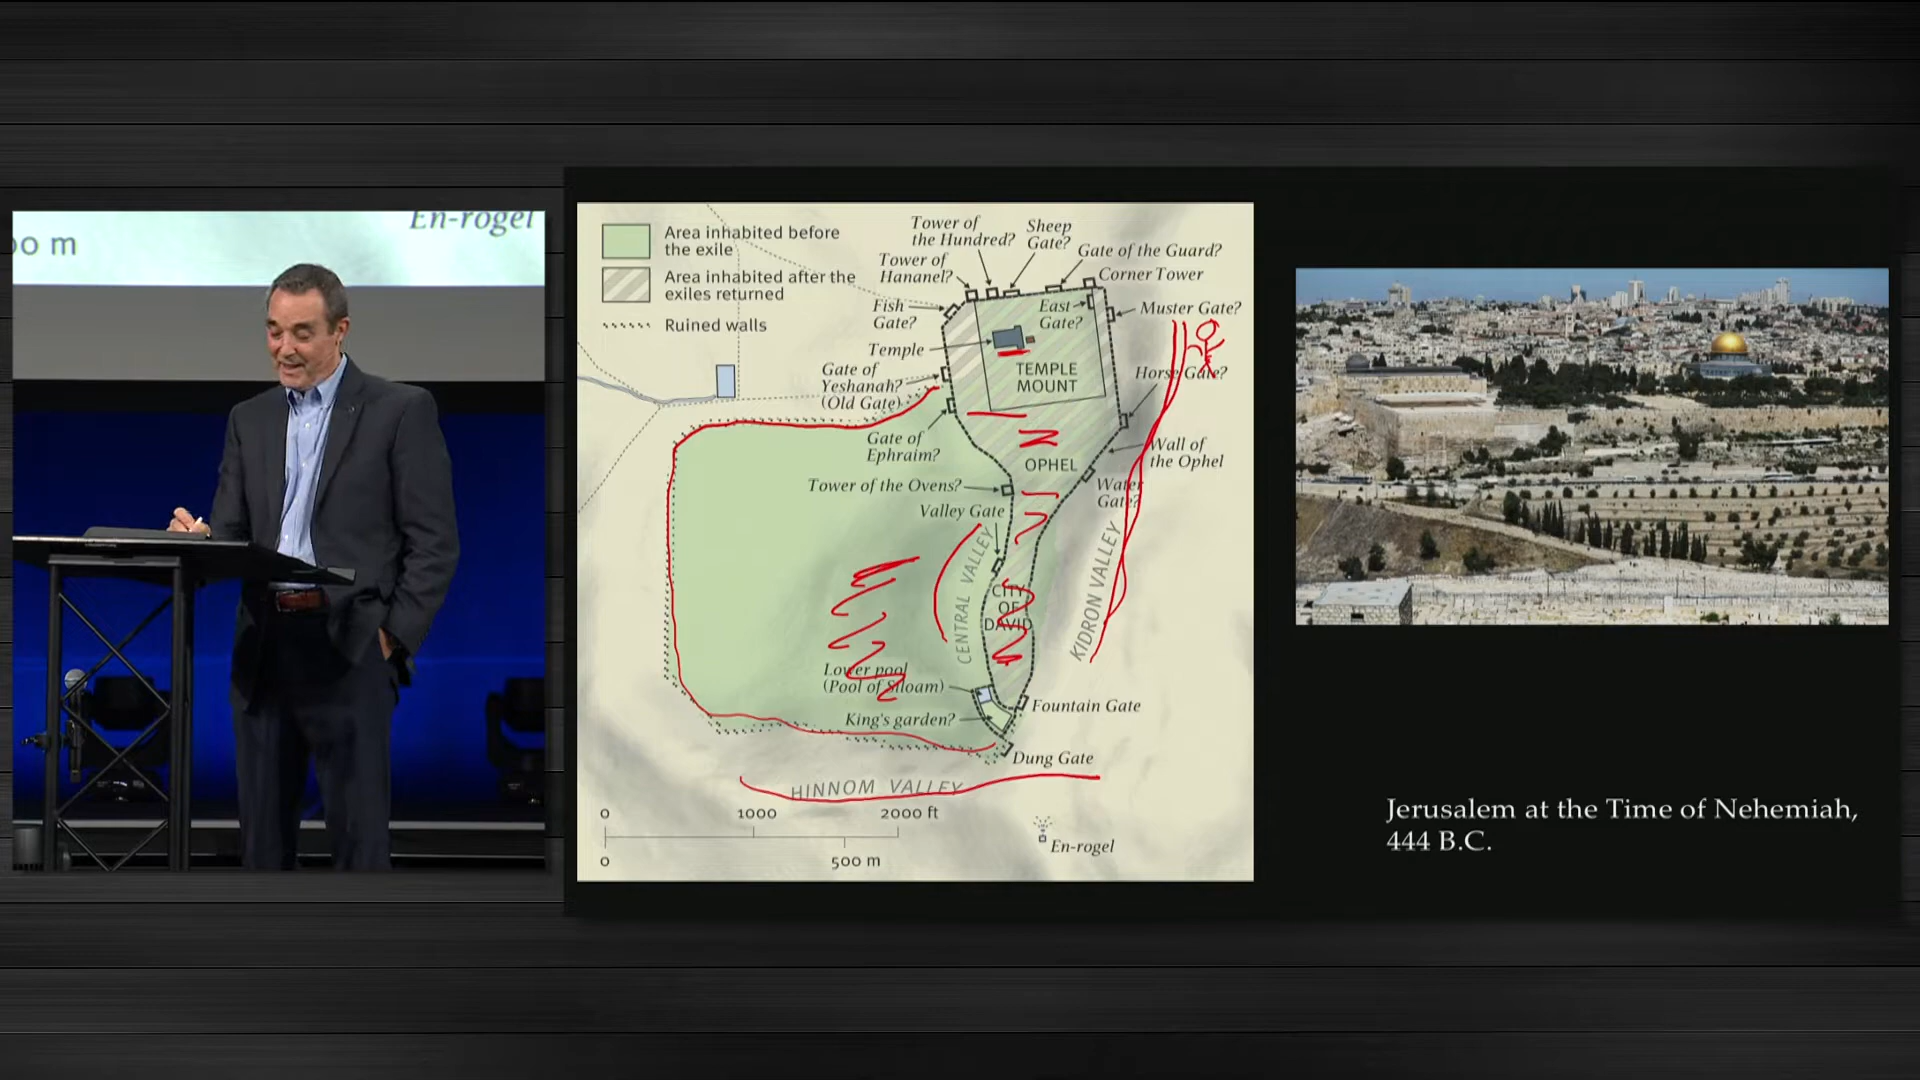 En-rogel
00 m
Area inhabited before
the exile
Area inhabited after the
exiles returned
Ruined walls
Tower of
the Hundred?
Sheep
Gate?
Gate of the Guard?
Tower of
Hananel?
Corner Tower
Fish
Gate?
East
Gate?
Muster Gate?
Temple
TEMPLE
MOUNT
Gate of
Yeshanah?
(Old Gate)
Horse Gate?
Gate of
Ephraim?
Wall of
the Ophel
OPHEL
Tower of the Ovens?
Water
Gate?
Valley Gate
CENTRAL VALLEY
KIDRON VALLEY
CITY
OF
DAVID
Lower pool
(Pool of Siloam)
King's garden?
Fountain Gate
Dung Gate
HINNOM VALLEY
0 1000 2000 ft
0 500 m
En-rogel
Jerusalem at the Time of Nehemiah,
444 B.C.